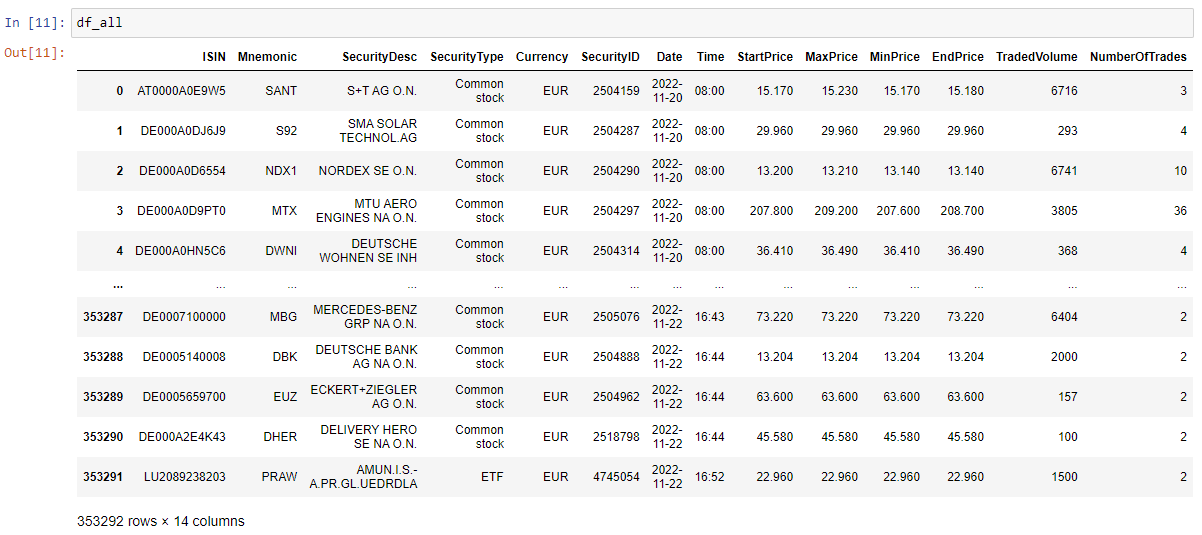 In [11]: df_all
Out[11]:
ISIN Mnemonic SecurityDesc SecurityType Currency SecurityID Date Time StartPrice MaxPrice MinPrice EndPrice TradedVolume NumberOfTrades
0 AT0000A0E9W5 SANT S+T AG O.N. Common stock EUR 2504159 2022-11-20 08:00 15.170 15.230 15.170 15.180 6716 3
1 DE000A0DJ6J9 S92 SMA SOLAR TECHNOL.AG Common stock EUR 2504287 2022-11-20 08:00 29.960 29.960 29.960 29.960 293 4
2 DE000A0D6554 NDX1 NORDEX SE O.N. Common stock EUR 2504290 2022-11-20 08:00 13.200 13.210 13.140 13.140 6741 10
3 DE000A0D9PT0 MTX MTU AERO ENGINES NA O.N. Common stock EUR 2504297 2022-11-20 08:00 207.800 209.200 207.600 208.700 3805 36
4 DE000A0HN5C6 DWNI DEUTSCHE WOHNEN SE INH Common stock EUR 2504314 2022-11-20 08:00 36.410 36.490 36.410 36.490 368 4
... ... ... ... ... ... ... ... ... ... ... ... ... ... ...
353287 DE0007100000 MBG MERCEDES-BENZ GRP NA O.N. Common stock EUR 2505076 2022-11-22 16:43 73.220 73.220 73.220 73.220 6404 2
353288 DE0005140008 DBK DEUTSCHE BANK AG NA O.N. Common stock EUR 2504888 2022-11-22 16:44 13.204 13.204 13.204 13.204 2000 2
353289 DE0005659700 EUZ ECKERT+ZIEGLER AG O.N. Common stock EUR 2504962 2022-11-22 16:44 63.600 63.600 63.600 63.600 157 2
353290 DE000A2E4K43 DHER DELIVERY HERO SE NA O.N. Common stock EUR 2518798 2022-11-22 16:44 45.580 45.580 45.580 45.580 100 2
353291 LU2089238203 PRAW AMUN.I.S.-A.PR.GL.UEDRDLA ETF EUR 4745054 2022-11-22 16:52 22.960 22.960 22.960 22.960 1500 2
353292 rows × 14 columns